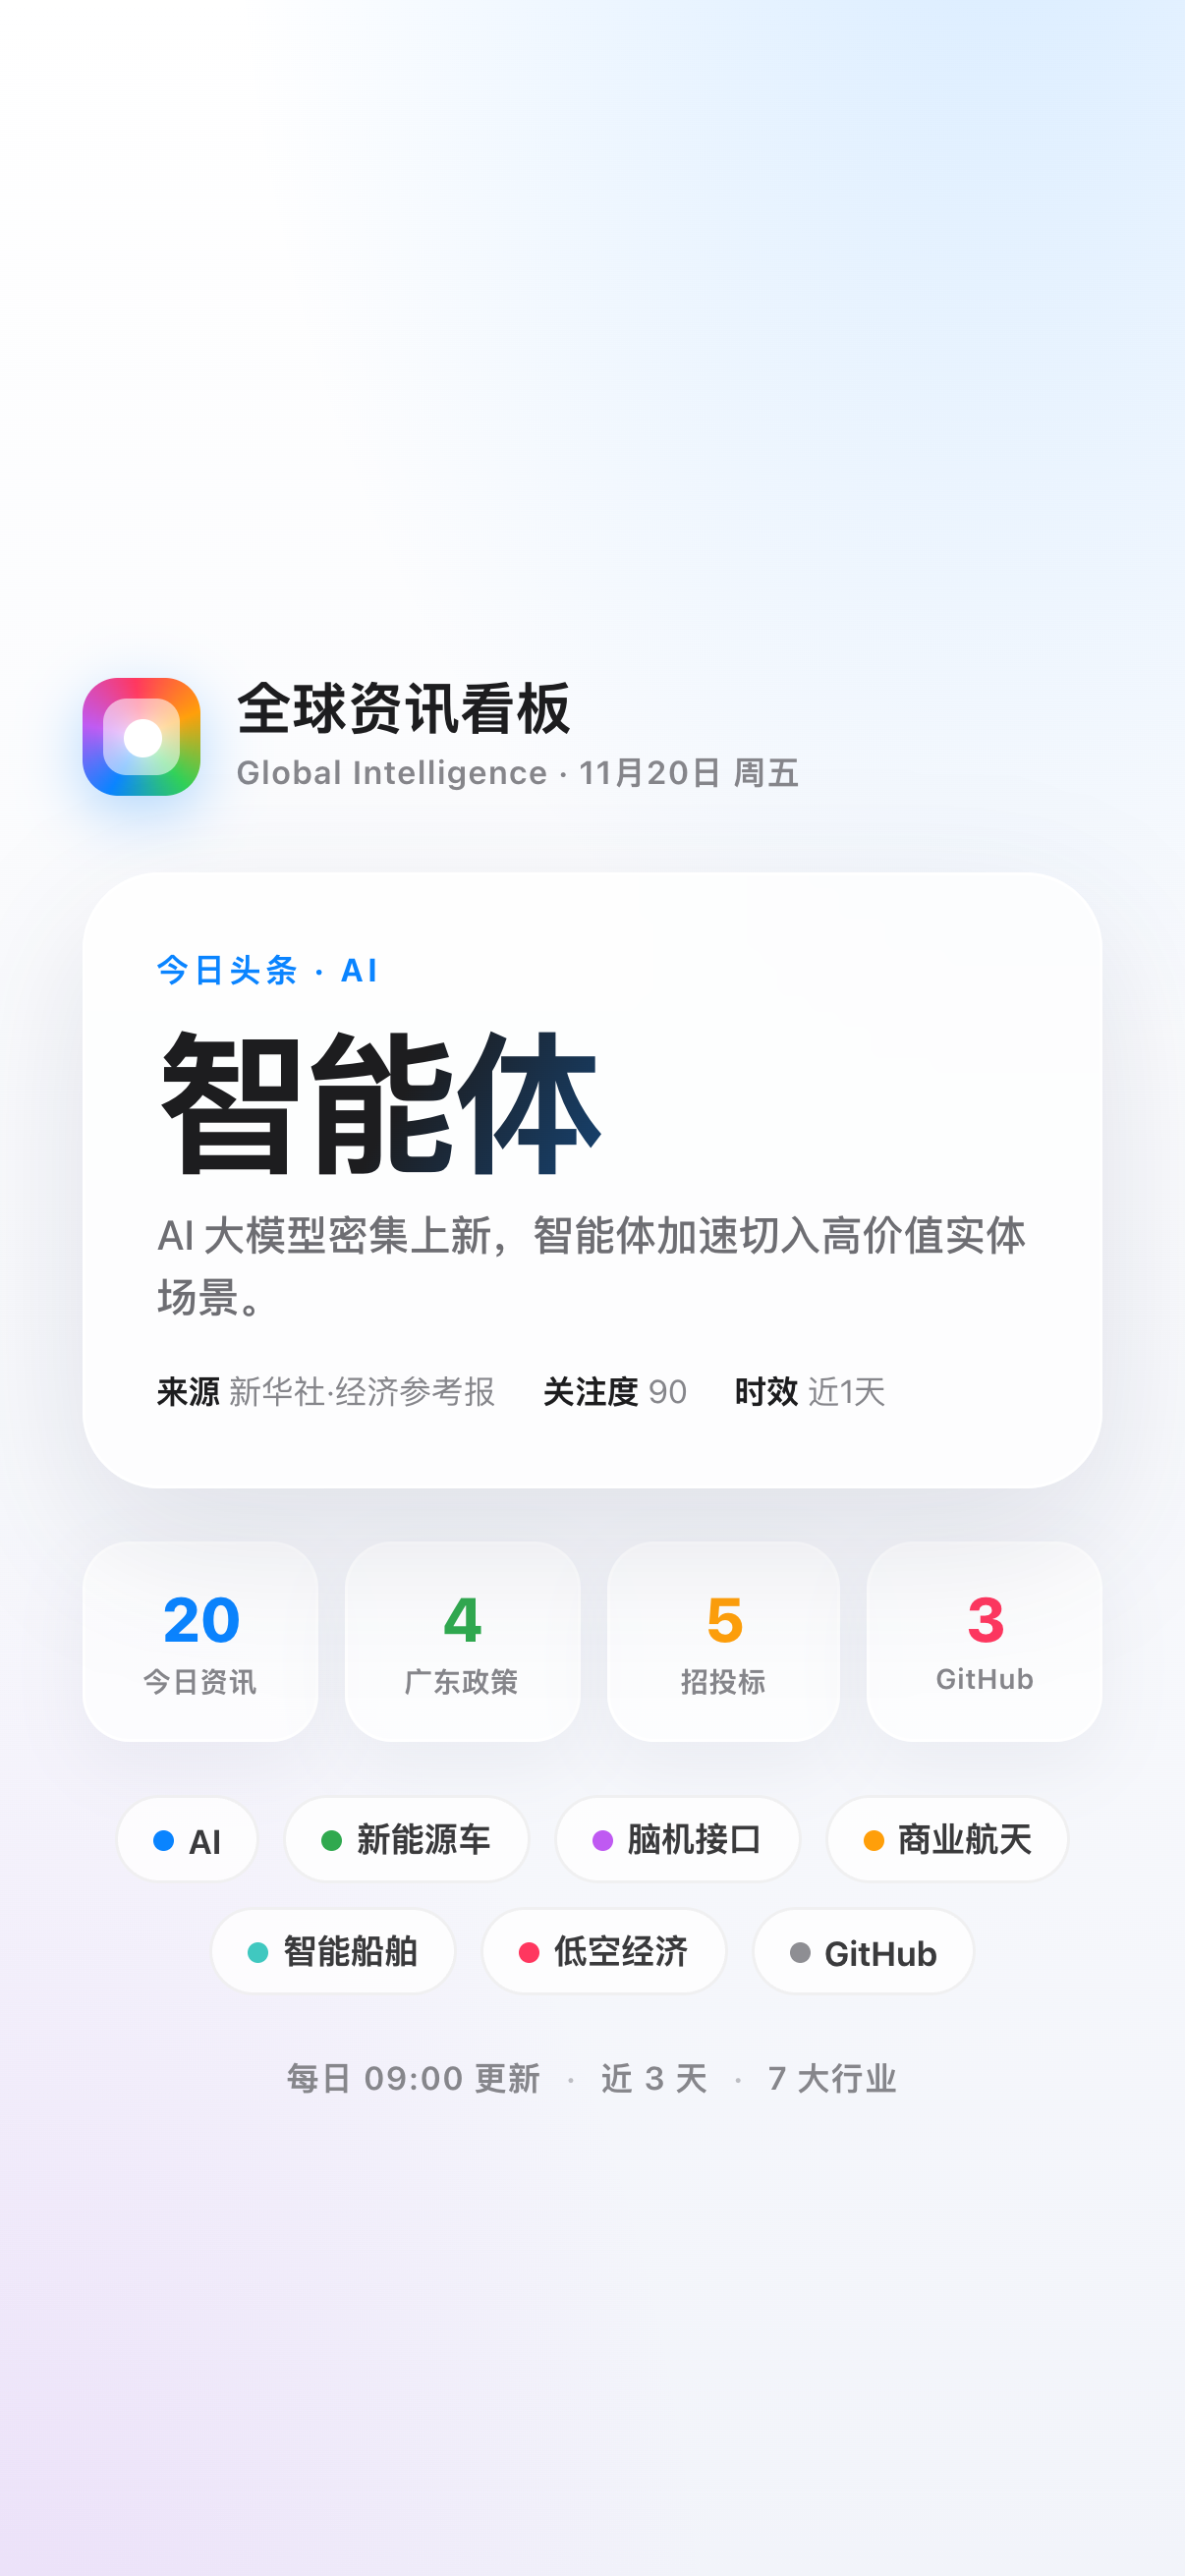 全球资讯看板
Global Intelligence · 11月20日 周五
今日头条 · AI
智能体
AI 大模型密集上新，智能体加速切入高价值实体
场景。
来源 新华社·经济参考报 关注度 90 时效 近1天
20 4 5 3
今日资讯 广东政策 招投标 GitHub
AI 新能源车 脑机接口 商业航天
智能船舶 低空经济 GitHub
每日 09:00 更新 · 近 3 天 · 7 大行业